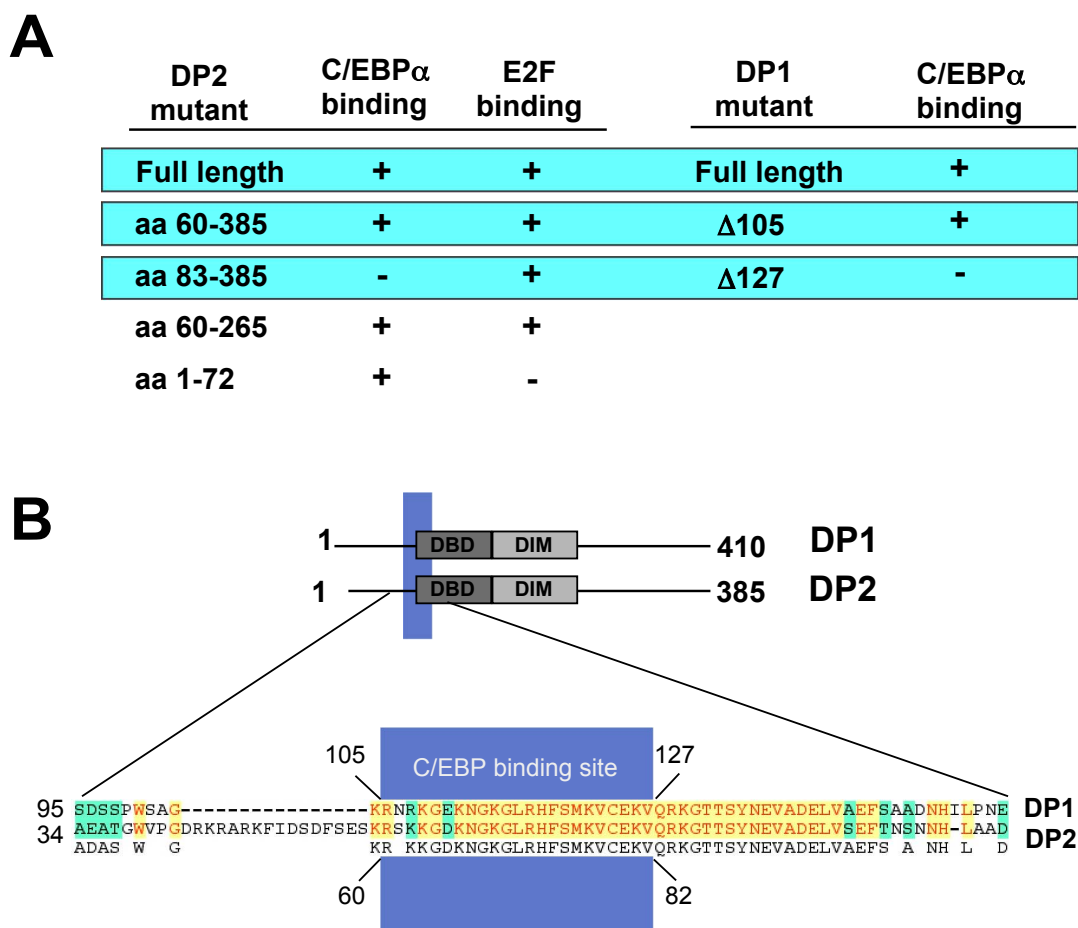 A
DP2 mutant C/EBPα binding E2F binding DP1 mutant C/EBPα binding
Full length + + Full length +
aa 60-385 + + Δ105 +
aa 83-385 - + Δ127 -
aa 60-265 + +
aa 1-72 + -
B
1 DBD DIM 410 DP1
1 DBD DIM 385 DP2
105 C/EBP binding site 127
95 SDSSPWSAG----------------KRNRKGEKNGKGLRHFSMKVCEKVQRKGTTSYNEVADELVAEFSAADNHILPNE DP1
34 AEATGWVPGDRKRARKFIDSDFSESKRSKKGDKNGKGLRHFSMKVCEKVQRKGTTSYNEVADELVSEFTNSNNH-LAAD DP2
ADAS W G KR KKGDKNGKGLRHFSMKVCEKVQRKGTTSYNEVADELVAEFS A NH L D
60 82